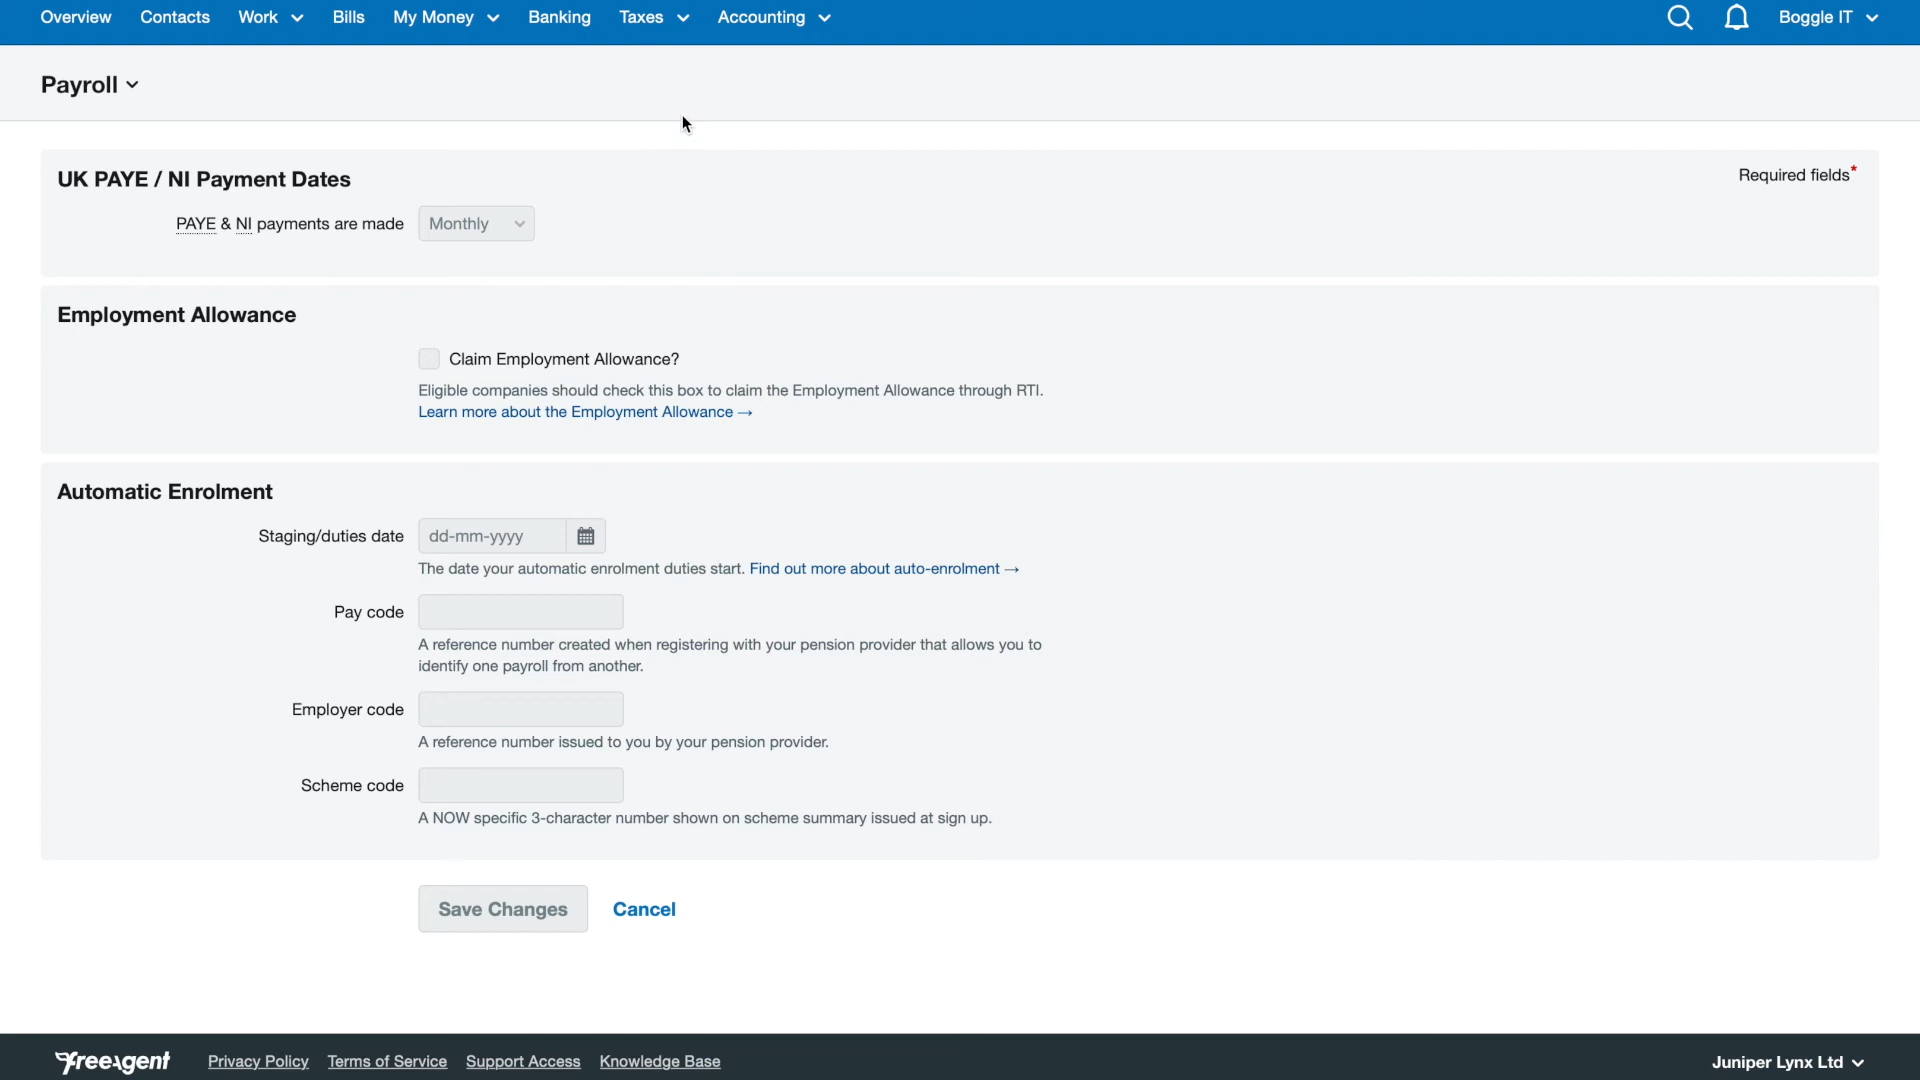 Overview Contacts Work Bills My Money Banking Taxes Accounting Boggle IT
Payroll
UK PAYE / NI Payment Dates
Required fields*
PAYE & NI payments are made Monthly
Employment Allowance
Claim Employment Allowance?
Eligible companies should check this box to claim the Employment Allowance through RTI.
Learn more about the Employment Allowance →
Automatic Enrolment
Staging/duties date dd-mm-yyyy
The date your automatic enrolment duties start. Find out more about auto-enrolment →
Pay code
A reference number created when registering with your pension provider that allows you to
identify one payroll from another.
Employer code
A reference number issued to you by your pension provider.
Scheme code
A NOW specific 3-character number shown on scheme summary issued at sign up.
Save Changes Cancel
freeagent Privacy Policy Terms of Service Support Access Knowledge Base Juniper Lynx Ltd